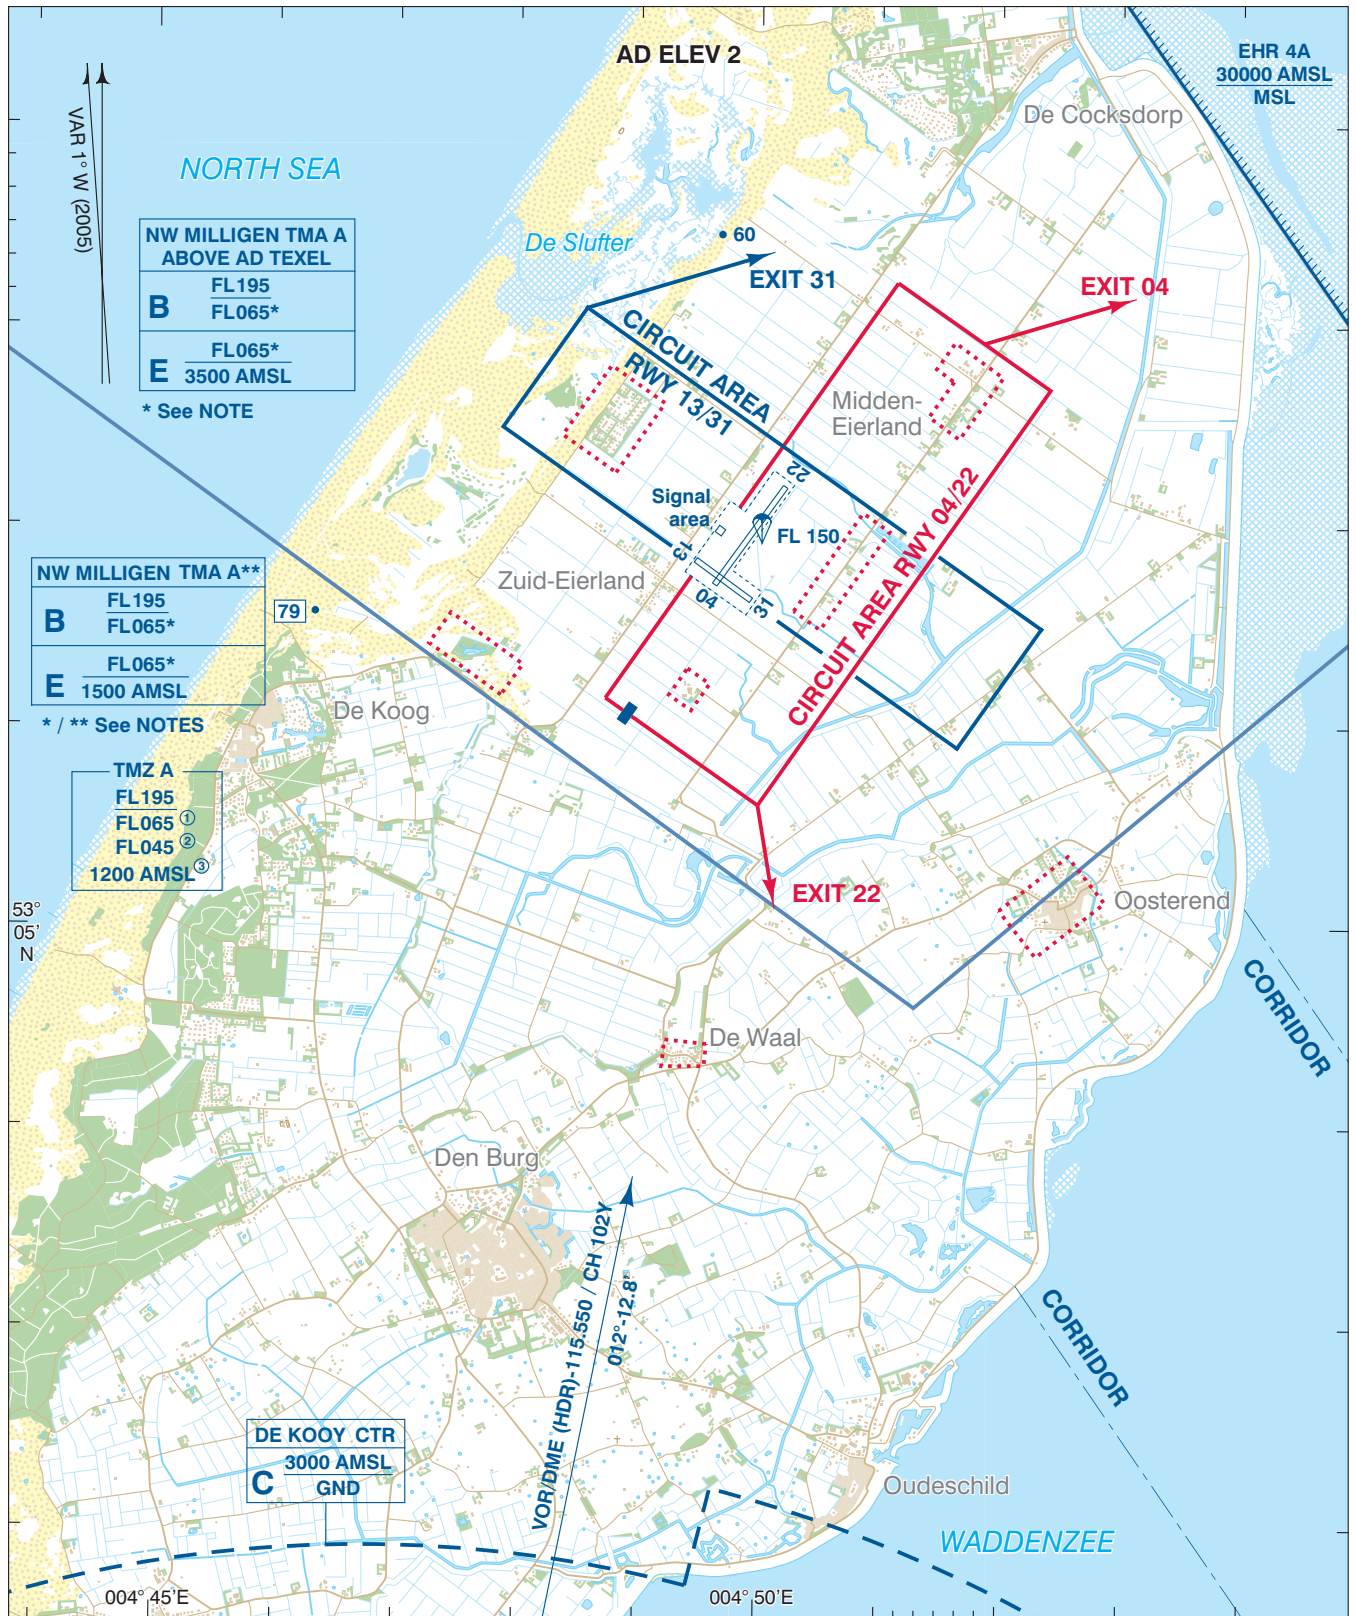 AD ELEV 2
EHR 4A
30000 AMSL
MSL
De Cocksdorp
VAR 1° W (2005)
NORTH SEA
NW MILLIGEN TMA A
ABOVE AD TEXEL
B
FL195
FL065*
E
FL065*
3500 AMSL
* See NOTE
De Slufter
60
EXIT 31
EXIT 04
CIRCUIT AREA
RWY 13/31
Midden-
Eierland
22
Signal
area
FL 150
13
04
31
CIRCUIT AREA RWY 04/22
Zuid-Eierland
NW MILLIGEN TMA A**
B
FL195
FL065*
E
FL065*
1500 AMSL
* / ** See NOTES
79
De Koog
TMZ A
FL195
FL065 ①
FL045 ②
1200 AMSL ③
EXIT 22
Oosterend
53°
05'
N
CORRIDOR
De Waal
Den Burg
VOR/DME (HDR)-115.550 / CH 102Y
012°-12.8'
CORRIDOR
DE KOOY CTR
C
3000 AMSL
GND
Oudeschild
WADDENZEE
004° 45'E
004° 50'E